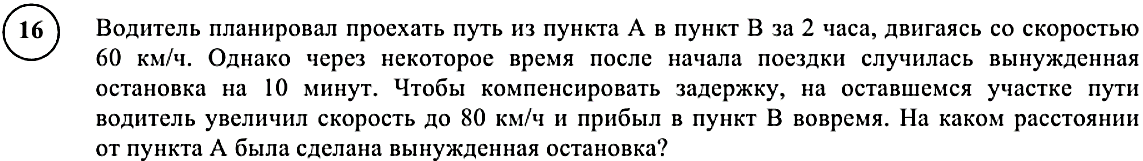 16
Водитель планировал проехать путь из пункта А в пункт В за 2 часа, двигаясь со скоростью
60 км/ч. Однако через некоторое время после начала поездки случилась вынужденная
остановка на 10 минут. Чтобы компенсировать задержку, на оставшемся участке пути
водитель увеличил скорость до 80 км/ч и прибыл в пункт В вовремя. На каком расстоянии
от пункта А была сделана вынужденная остановка?